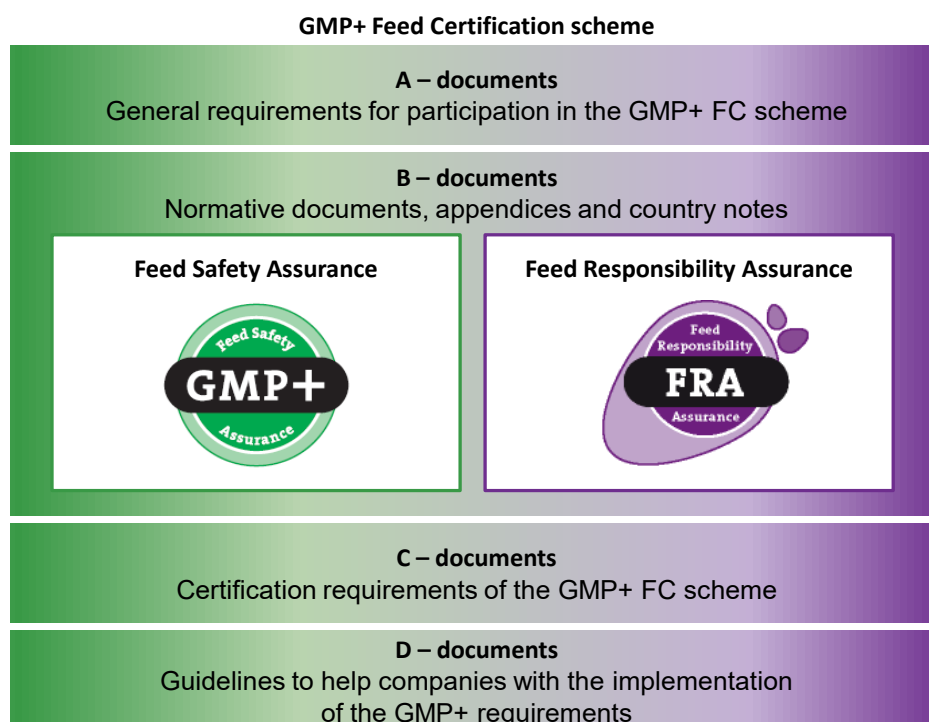 GMP+ Feed Certification scheme
A – documents
General requirements for participation in the GMP+ FC scheme
B – documents
Normative documents, appendices and country notes
Feed Safety Assurance
Feed Safety
GMP+
Assurance
Feed Responsibility Assurance
Feed
Responsibility
FRA
Assurance
C – documents
Certification requirements of the GMP+ FC scheme
D – documents
Guidelines to help companies with the implementation
of the GMP+ requirements